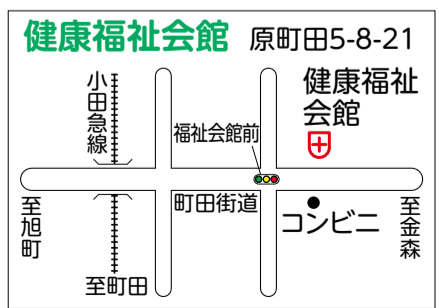 健康福祉会館 原町田5-8-21
小田急線
健康福祉
会館
福祉会館前
町田街道
コンビニ
至旭町
至金森
至町田